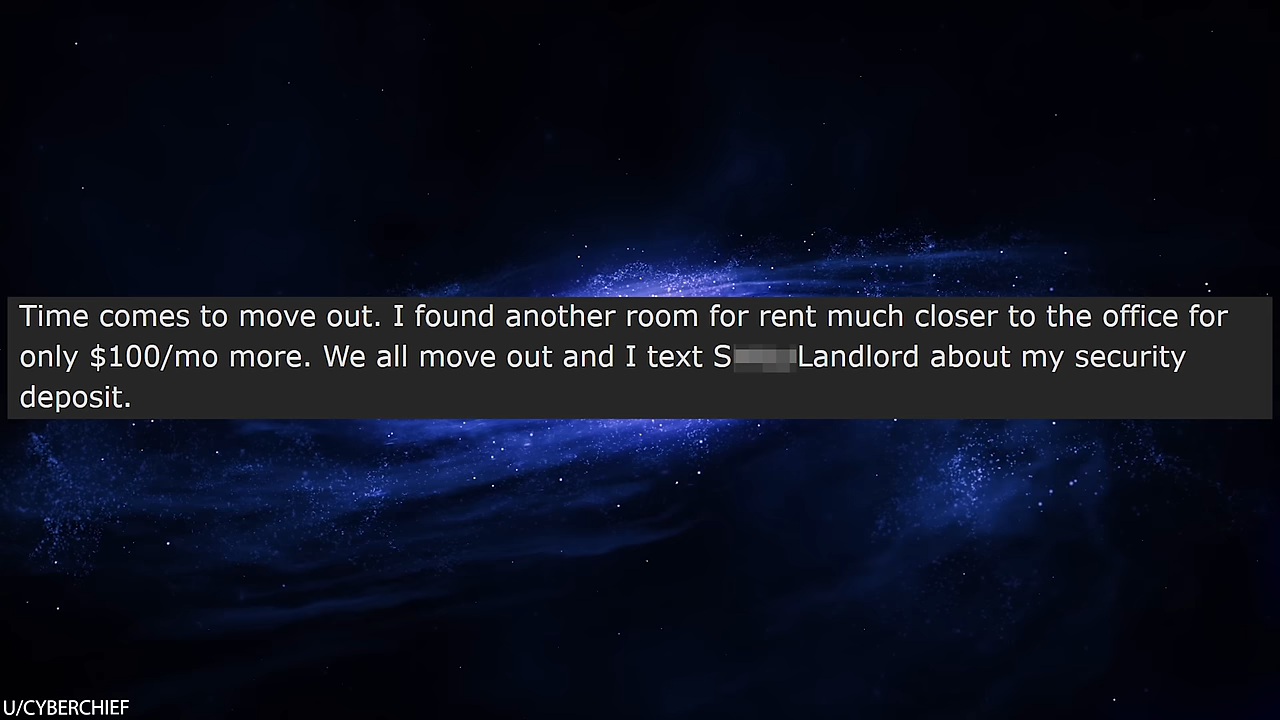 Time comes to move out. I found another room for rent much closer to the office for
only $100/mo more. We all move out and I text S Landlord about my security
deposit.
U/CYBERCHIEF